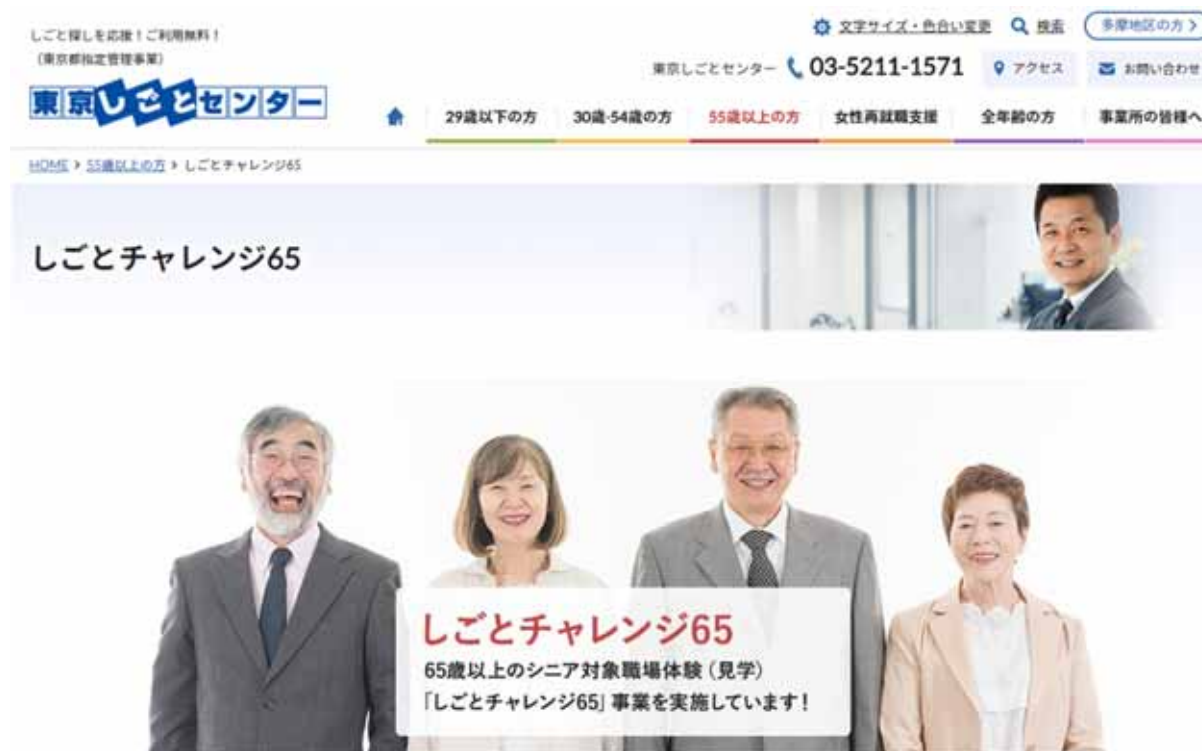 しごと探しを応援！ご利用無料！
（東京都指定管理事業）
東京しごとセンター
文字サイズ・色合い変更
検索
多摩地区の方 >
東京しごとセンター 03-5211-1571
アクセス
お問い合わせ
29歳以下の方
30歳-54歳の方
55歳以上の方
女性再就職支援
全年齢の方
事業所の皆様へ
HOME > 55歳以上の方 > しごとチャレンジ65
しごとチャレンジ65
しごとチャレンジ65
65歳以上のシニア対象職場体験（見学）
「しごとチャレンジ65」事業を実施しています！